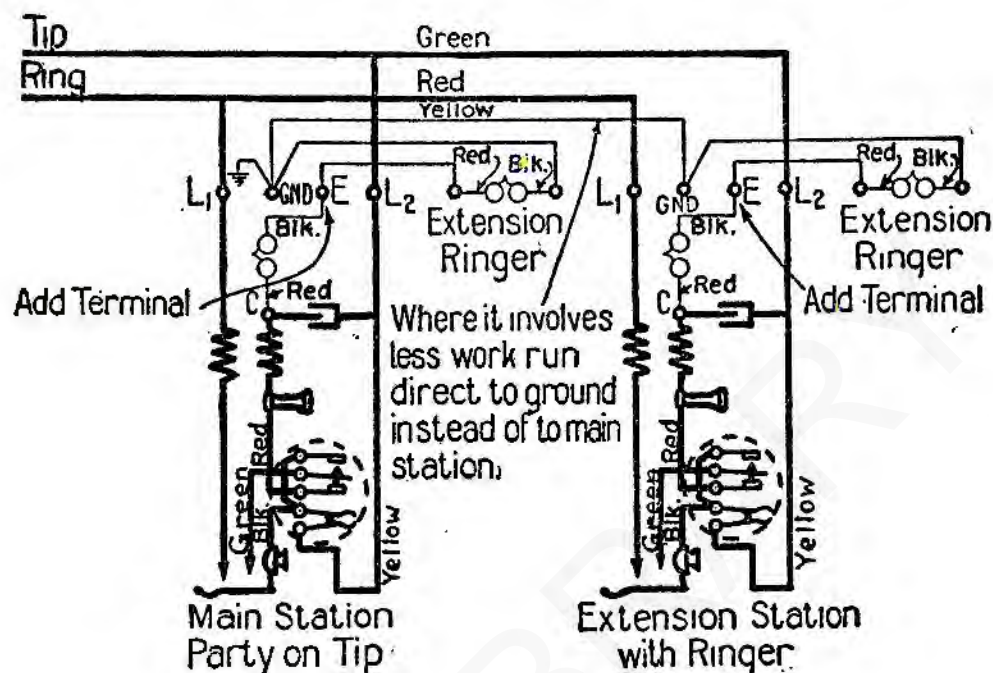 Tip
Green
Ring
Red
Yellow
Red
Blk.
Red
Blk.
L1
GND
E
L2
L1
GND
E
L2
Blk.
Extension
Ringer
Blk.
Extension
Ringer
Add Terminal
C
Red
C
Red
Add Terminal
Where it involves
less work run
direct to ground
instead of to main
station.
Red
Green
Blk.
Yellow
Red
Green
Blk.
Yellow
Main Station
Party on Tip
Extension Station
with Ringer